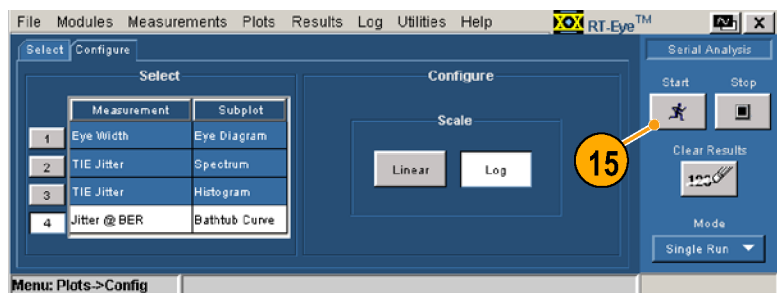 File Modules Measurements Plots Results Log Utilities Help RT-Eye™ X
Select Configure Serial Analysis
Select Configure
Start Stop
Measurement Subplot
Scale
1 Eye Width Eye Diagram
15
2 TIE Jitter Spectrum
Linear Log
Clear Results
3 TIE Jitter Histogram
123
4 Jitter @ BER Bathtub Curve
Mode
Single Run
Menu: Plots->Config